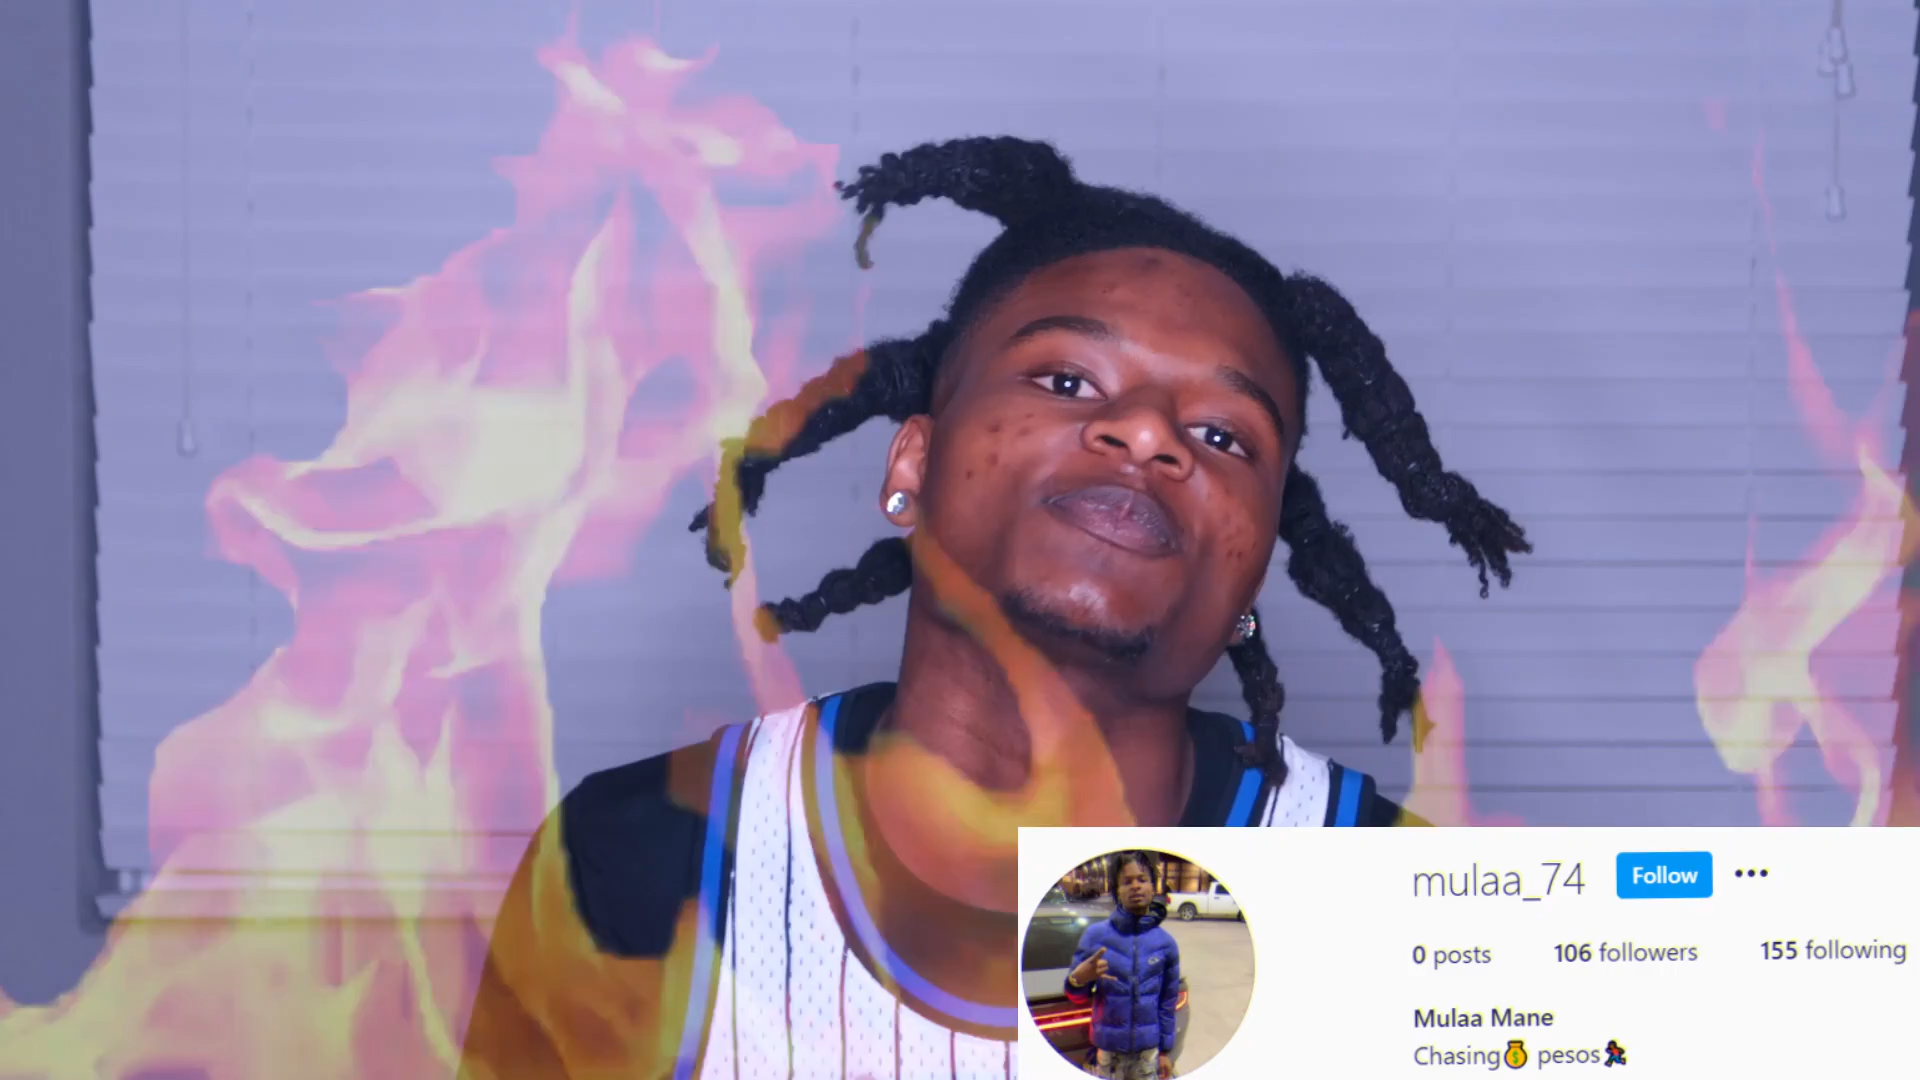 mulaa_74 Follow •••
0 posts 106 followers 155 following
Mulaa Mane
Chasing💰 pesos🏃🏿‍♂️